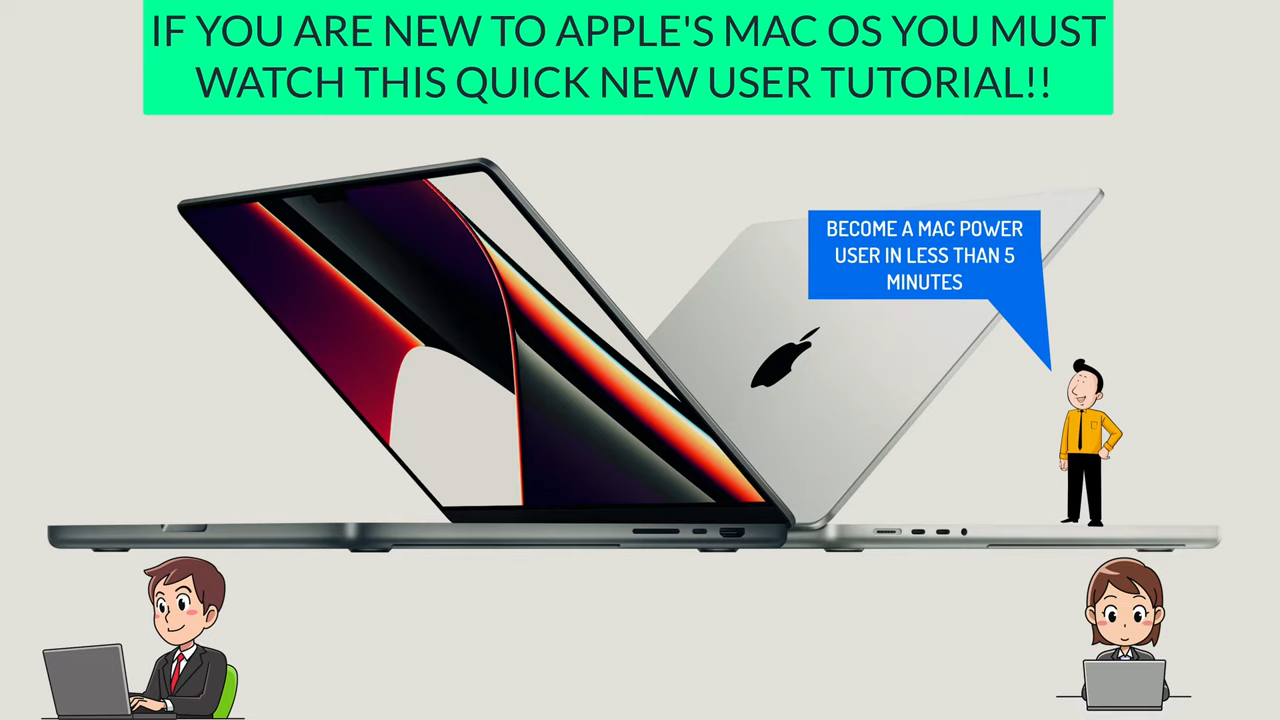 IF YOU ARE NEW TO APPLE'S MAC OS YOU MUST
WATCH THIS QUICK NEW USER TUTORIAL!!
BECOME A MAC POWER
USER IN LESS THAN 5
MINUTES